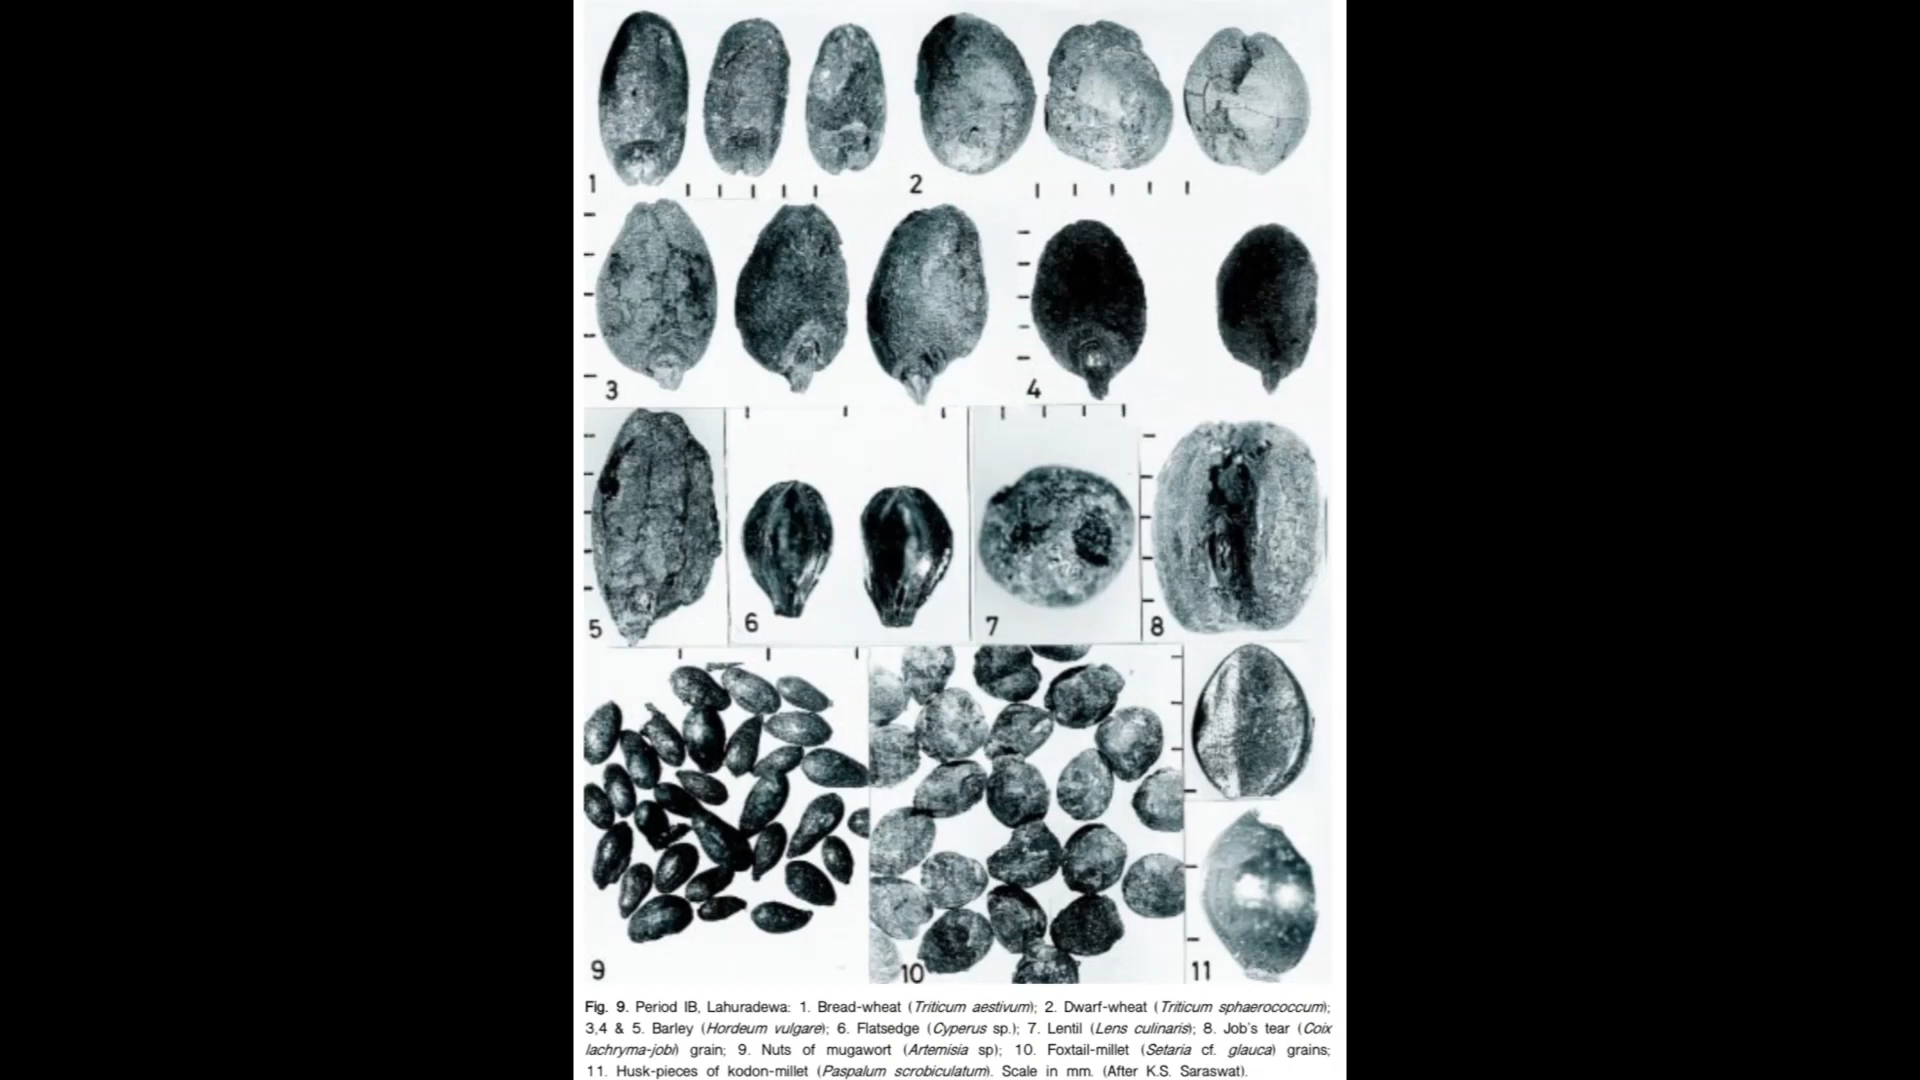 1
2
3
4
5
6
7
8
9
10
11
Fig. 9. Period IB, Lahuradewa: 1. Bread-wheat (Triticum aestivum); 2. Dwarf-wheat (Triticum sphaerococcum);
3,4 & 5. Barley (Hordeum vulgare); 6. Flatsedge (Cyperus sp.); 7. Lentil (Lens culinaris); 8. Job's tear (Coix
lachryma-jobi) grain; 9. Nuts of mugawort (Artemisia sp); 10. Foxtail-millet (Setaria cf. glauca) grains;
11. Husk-pieces of kodon-millet (Paspalum scrobiculatum). Scale in mm. (After K.S. Saraswat).